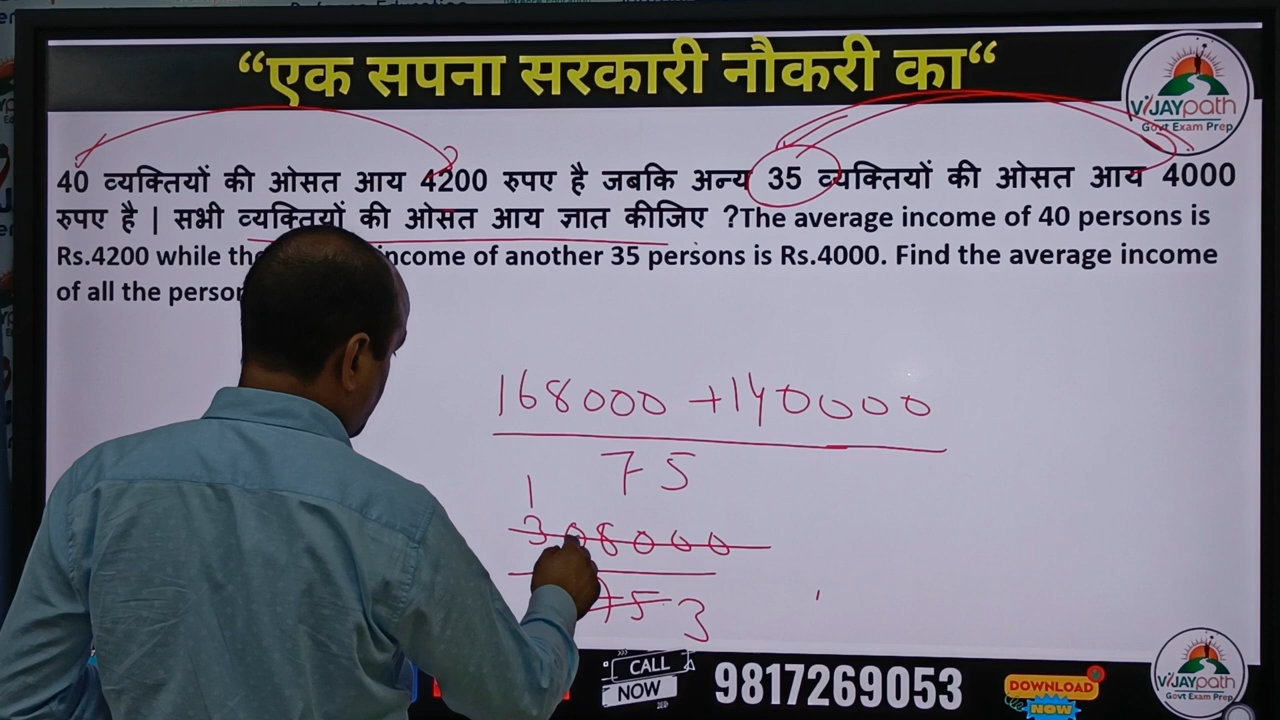 “एक सपना सरकारी नौकरी का“
VIJAYpath
Govt Exam Prep
40 व्यक्तियों की ओसत आय 4200 रुपए है जबकि अन्य 35 व्यक्तियों की ओसत आय 4000
रुपए है | सभी व्यक्तियों की ओसत आय ज्ञात कीजिए ?The average income of 40 persons is
Rs.4200 while the income of another 35 persons is Rs.4000. Find the average income
of all the person
168000 + 140000
75
1
308000
75 3
CALL
NOW
9817269053
DOWNLOAD
NOW
VIJAYpath
Govt Exam Prep